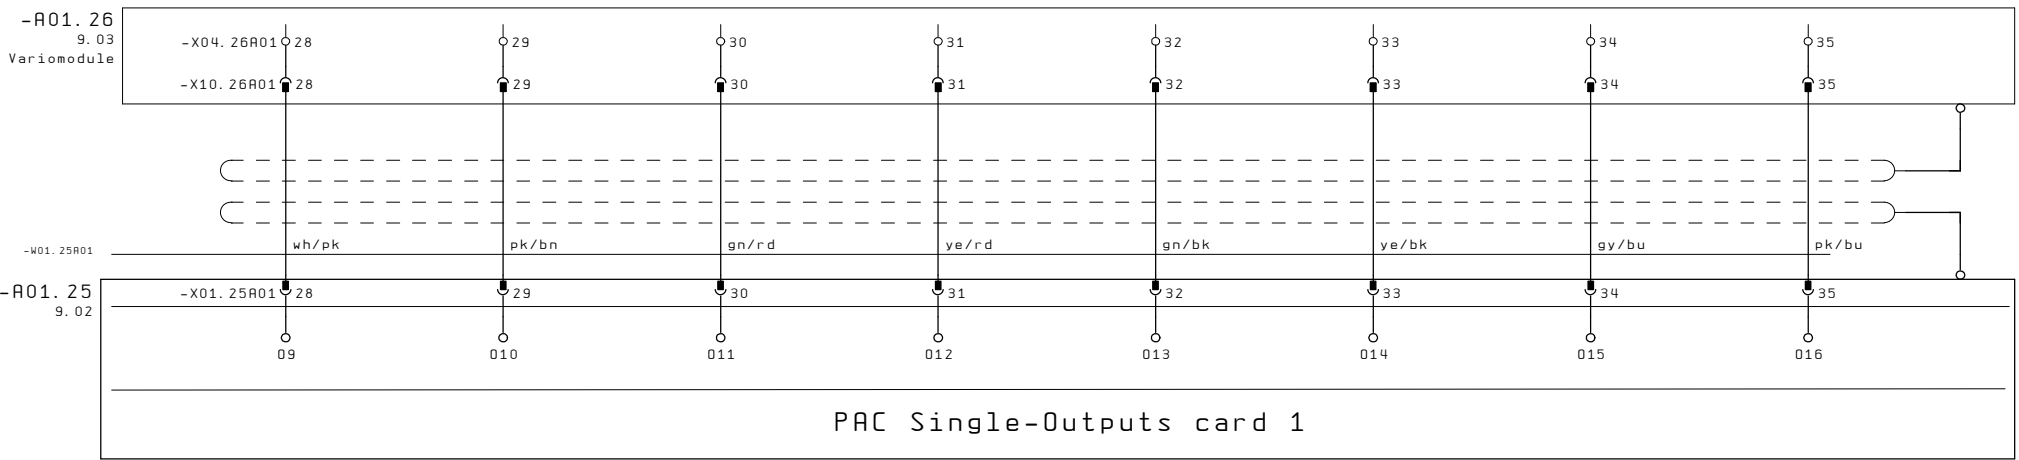 -A01.26
9.03
Variomodule
-X04.26A01 28 29 30 31 32 33 34 35
-X10.26A01 28 29 30 31 32 33 34 35
wh/pk pk/bn gn/rd ye/rd gn/bk ye/bk gy/bu pk/bu
-W01.25A01
-A01.25
9.02
-X01.25A01 28 29 30 31 32 33 34 35
O9 O10 O11 O12 O13 O14 O15 O16
PAC Single-Outputs card 1